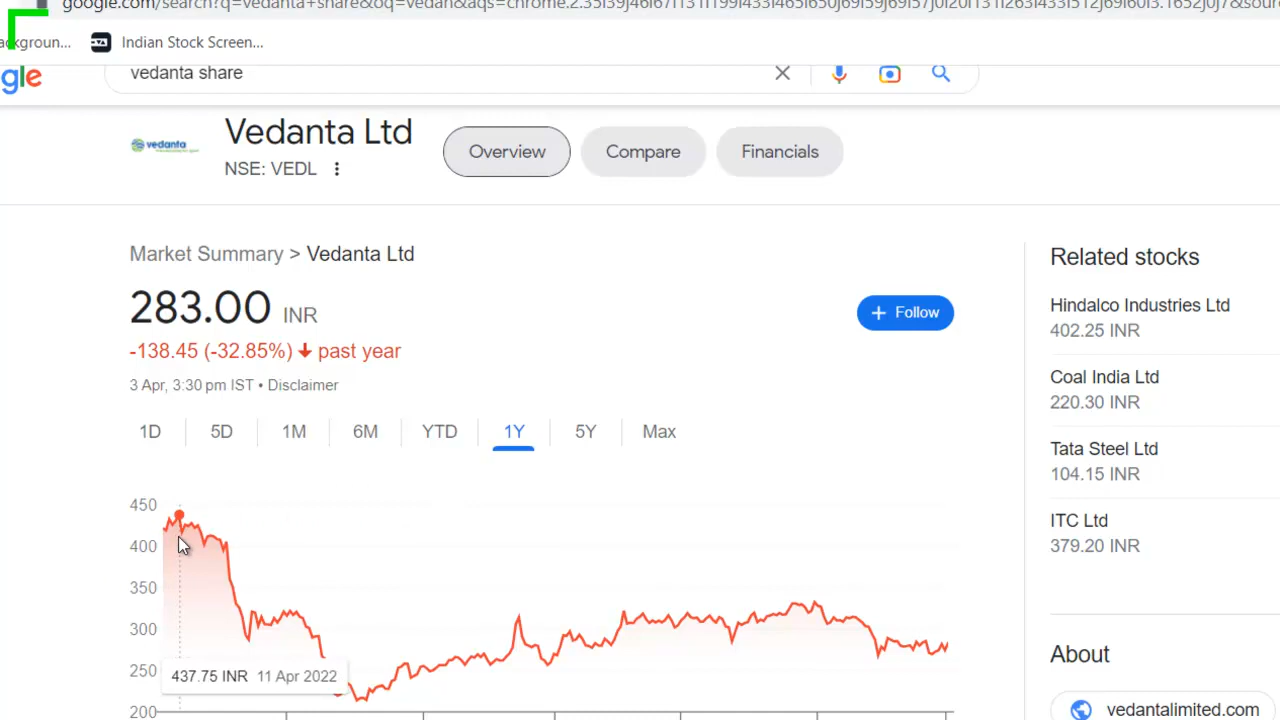 ackgroun... Indian Stock Screen...
gle vedanta share
vedanta
Vedanta Ltd
NSE: VEDL
Overview Compare Financials
Market Summary > Vedanta Ltd
283.00 INR
+ Follow
-138.45 (-32.85%) ↓ past year
3 Apr, 3:30 pm IST • Disclaimer
1D 5D 1M 6M YTD 1Y 5Y Max
450
400
350
300
250
200
437.75 INR 11 Apr 2022
Related stocks
Hindalco Industries Ltd
402.25 INR
Coal India Ltd
220.30 INR
Tata Steel Ltd
104.15 INR
ITC Ltd
379.20 INR
About
vedantalimited.com